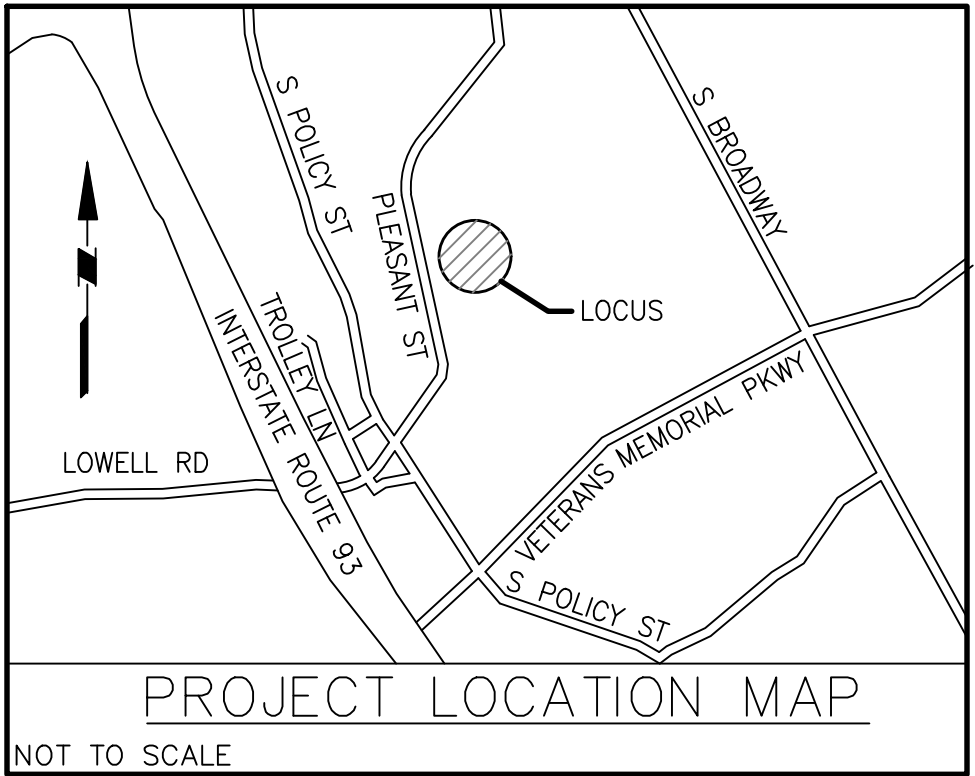 S POLICY ST
S BROADWAY
PLEASANT ST
N
LOCUS
TROLLEY LN
INTERSTATE ROUTE 93
VETERANS MEMORIAL PKWY
LOWELL RD
S POLICY ST
PROJECT LOCATION MAP
NOT TO SCALE